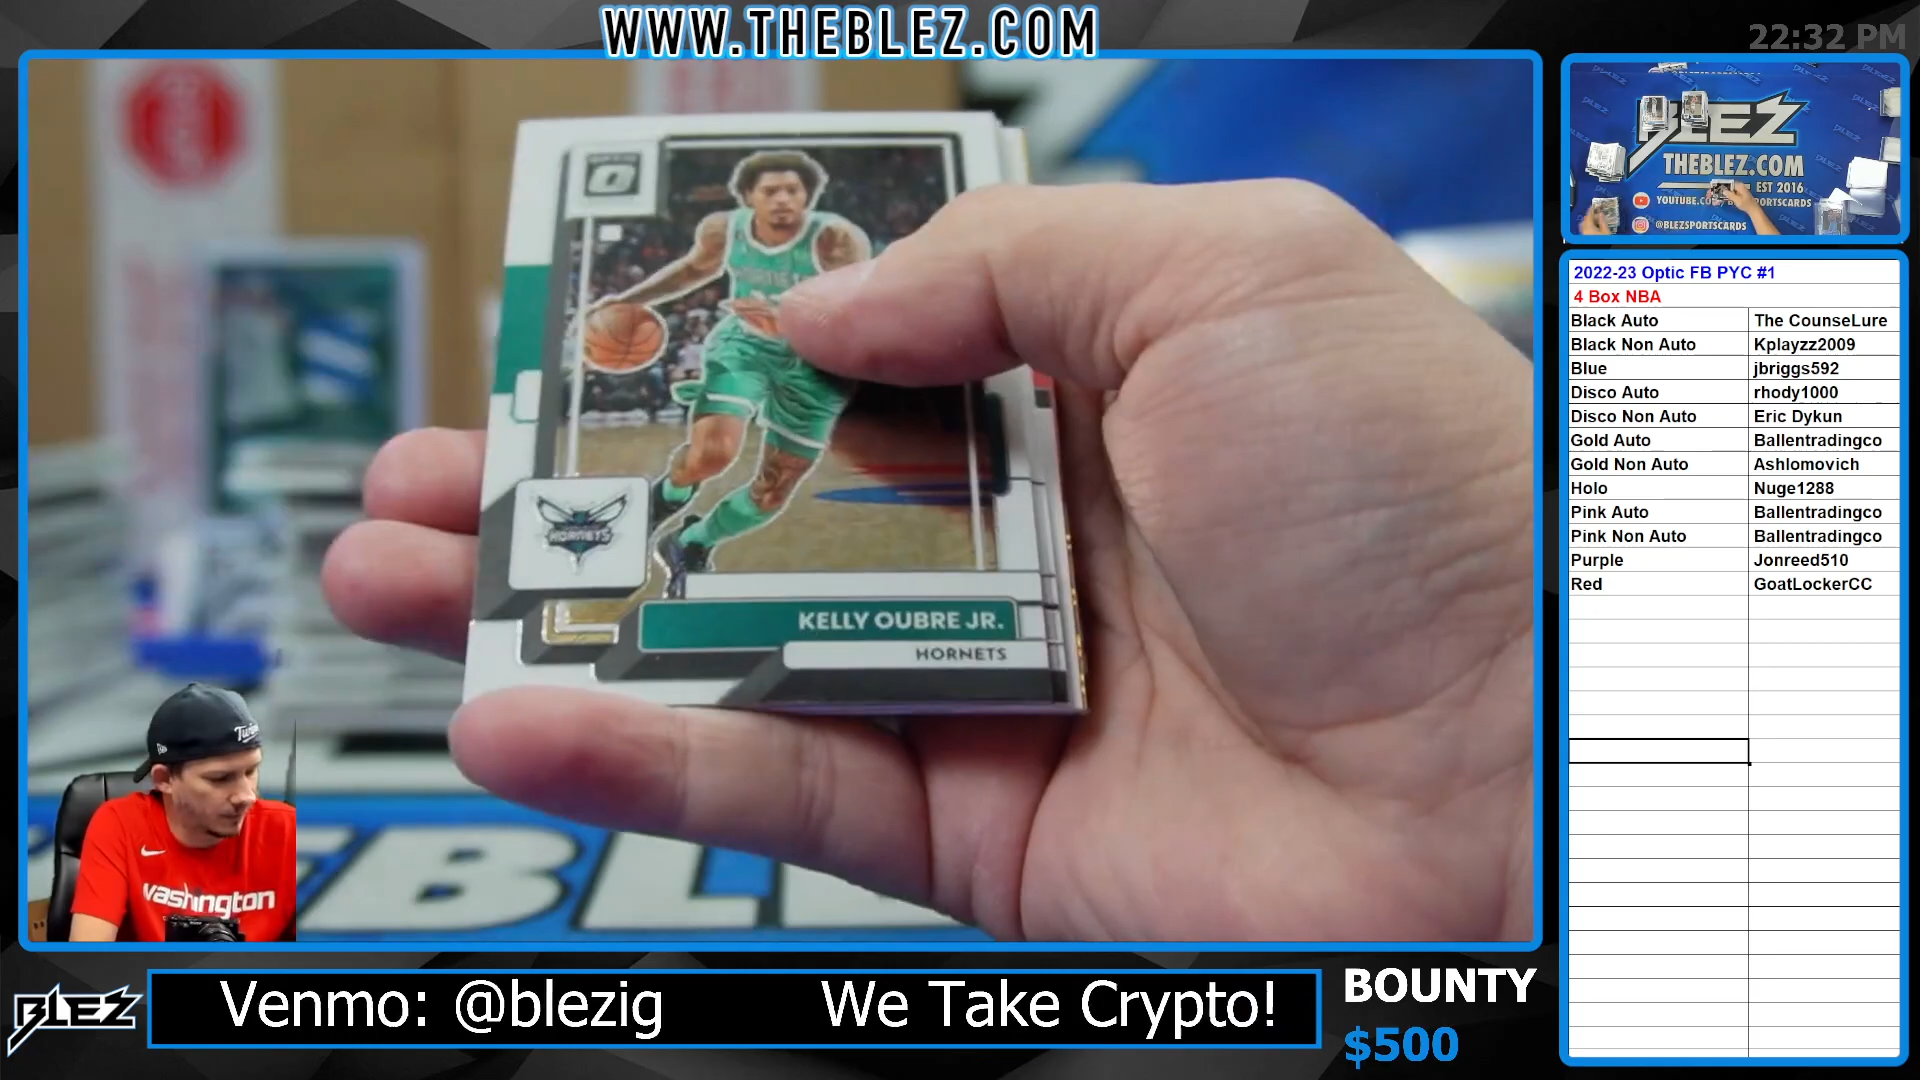 WWW.THEBLEZ.COM
22:32 PM
KELLY OUBRE JR.
HORNETS
HORNETS
BLEZ
THEBLEZ.COM
EST 2016
@BLEZSPORTSCARDS
2022-23 Optic FB PYC #1
4 Box NBA
Black Auto The CounseLure
Black Non Auto Kplayzz2009
Blue jbriggs592
Disco Auto rhody1000
Disco Non Auto Eric Dykun
Gold Auto Ballentradingco
Gold Non Auto Ashlomovich
Holo Nuge1288
Pink Auto Ballentradingco
Pink Non Auto Ballentradingco
Purple Jonreed510
Red GoatLockerCC
washington
BLEZ
Venmo: @blezig We Take Crypto!
BOUNTY
$500